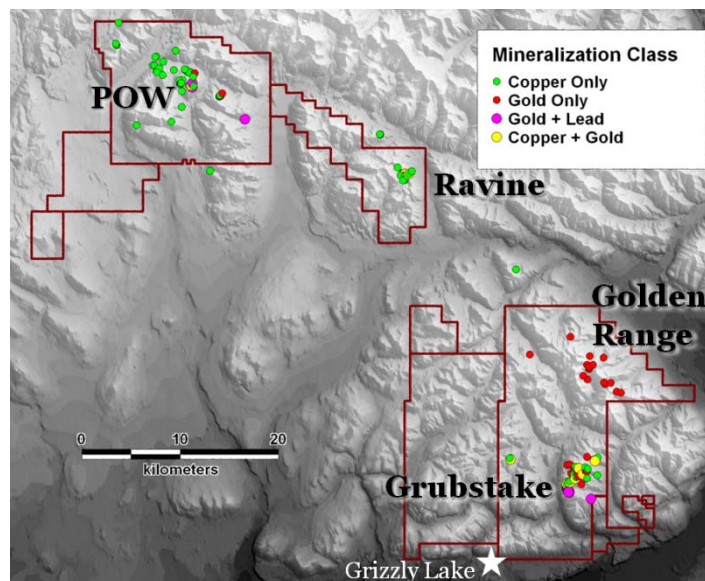 Mineralization Class
Copper Only
Gold Only
Gold + Lead
Copper + Gold
POW
Ravine
Golden
Range
0 10 20
kilometers
Grubstake
Grizzly Lake